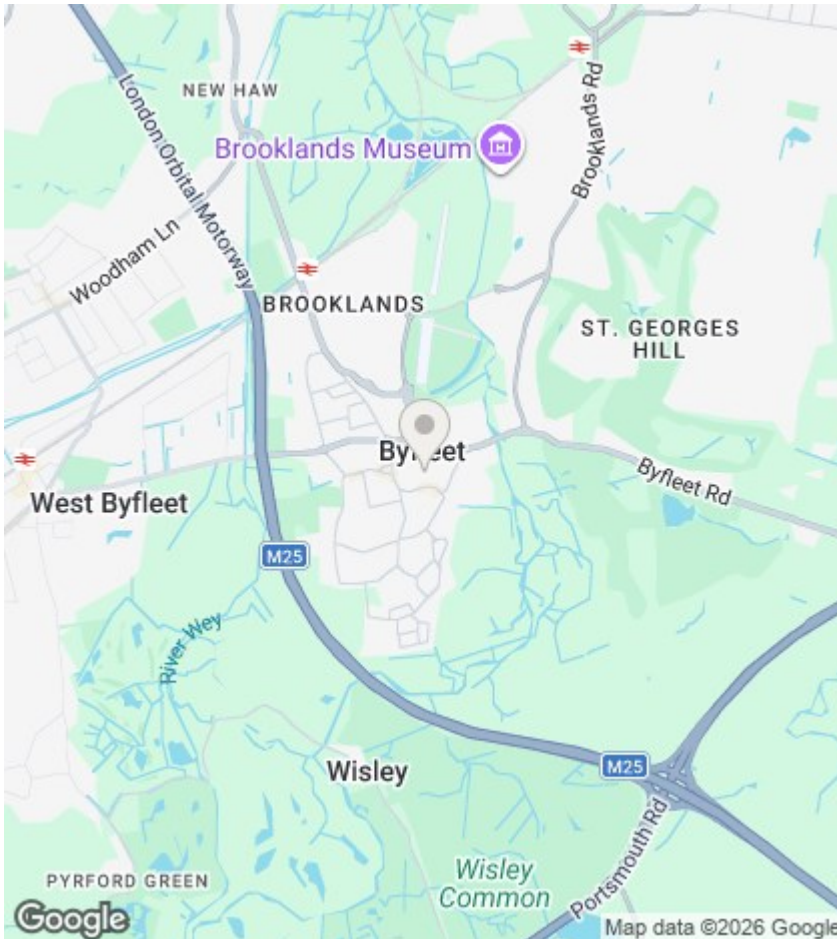 NEW HAW
London Orbital Motorway
Brooklands Museum
Brooklands Rd
Woodham Ln
BROOKLANDS
ST. GEORGES
HILL
Byfleet
Byfleet Rd
West Byfleet
M25
River Wey
Wisley
M25
Portsmouth Rd
PYRFORD GREEN
Wisley
Common
Google
Map data ©2026 Google